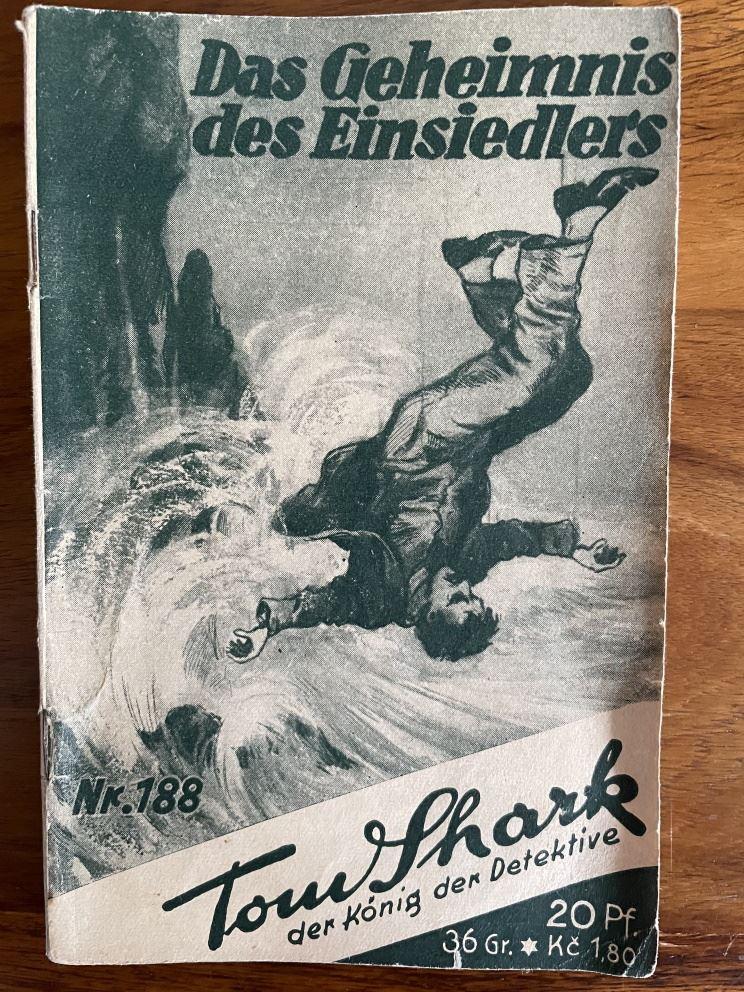 Das Geheimnis
des Einsiedlers
Nr. 188
Tom Shark
der König der Detektive
20 Pf.
36 Gr. ✶ Kč 1,80